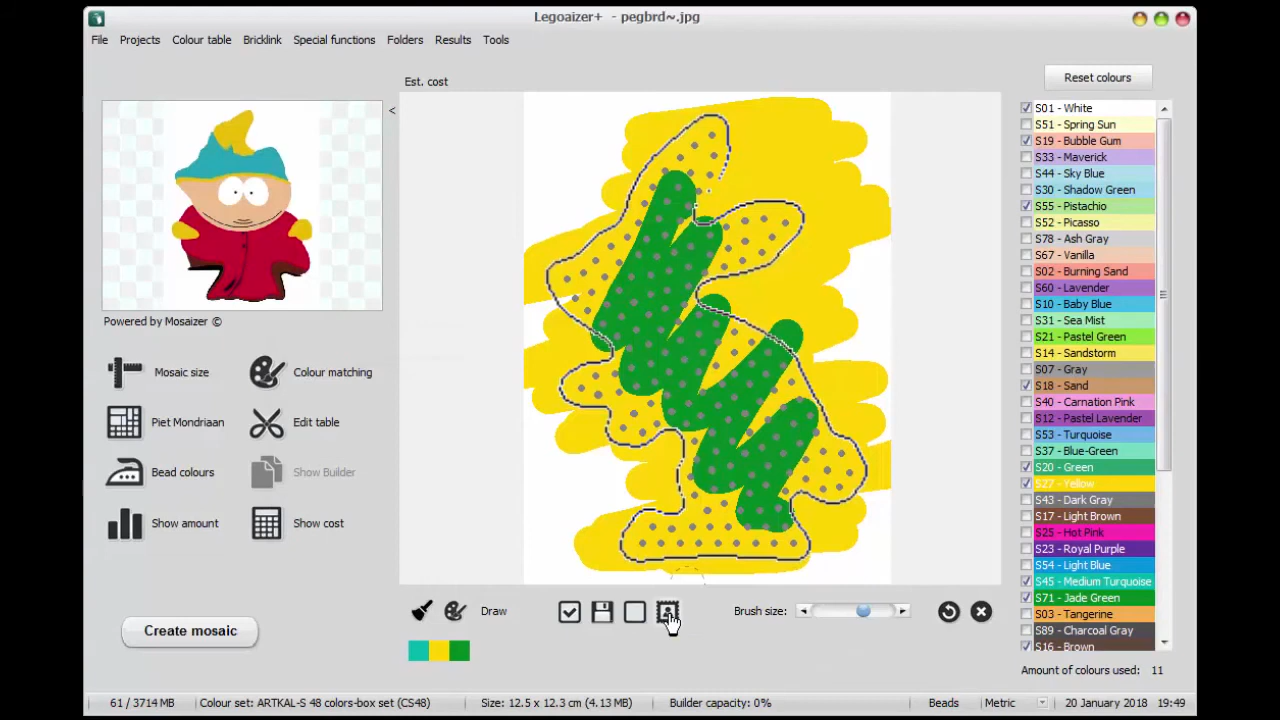 Legoaizer+ - pegbrd~.jpg
File Projects Colour table Bricklink Special functions Folders Results Tools
Est. cost
<
Reset colours
S01 - White
S51 - Spring Sun
S19 - Bubble Gum
S33 - Maverick
S44 - Sky Blue
S30 - Shadow Green
S55 - Pistachio
S52 - Picasso
S78 - Ash Gray
S67 - Vanilla
S02 - Burning Sand
S60 - Lavender
S10 - Baby Blue
S31 - Sea Mist
S21 - Pastel Green
S14 - Sandstorm
S07 - Gray
S18 - Sand
S40 - Carnation Pink
S12 - Pastel Lavender
S53 - Turquoise
S37 - Blue-Green
S20 - Green
S27 - Yellow
S43 - Dark Gray
S17 - Light Brown
S25 - Hot Pink
S23 - Royal Purple
S54 - Light Blue
S45 - Medium Turquoise
S71 - Jade Green
S03 - Tangerine
S89 - Charcoal Gray
S16 - Brown
Amount of colours used: 11
Powered by Mosaizer ©
Mosaic size Colour matching
Piet Mondriaan Edit table
Bead colours Show Builder
Show amount Show cost
Create mosaic
Draw
Brush size:
61 / 3714 MB Colour set: ARTKAL-S 48 colors-box set (CS48) Size: 12.5 x 12.3 cm (4.13 MB) Builder capacity: 0% Beads Metric 20 January 2018 19:49